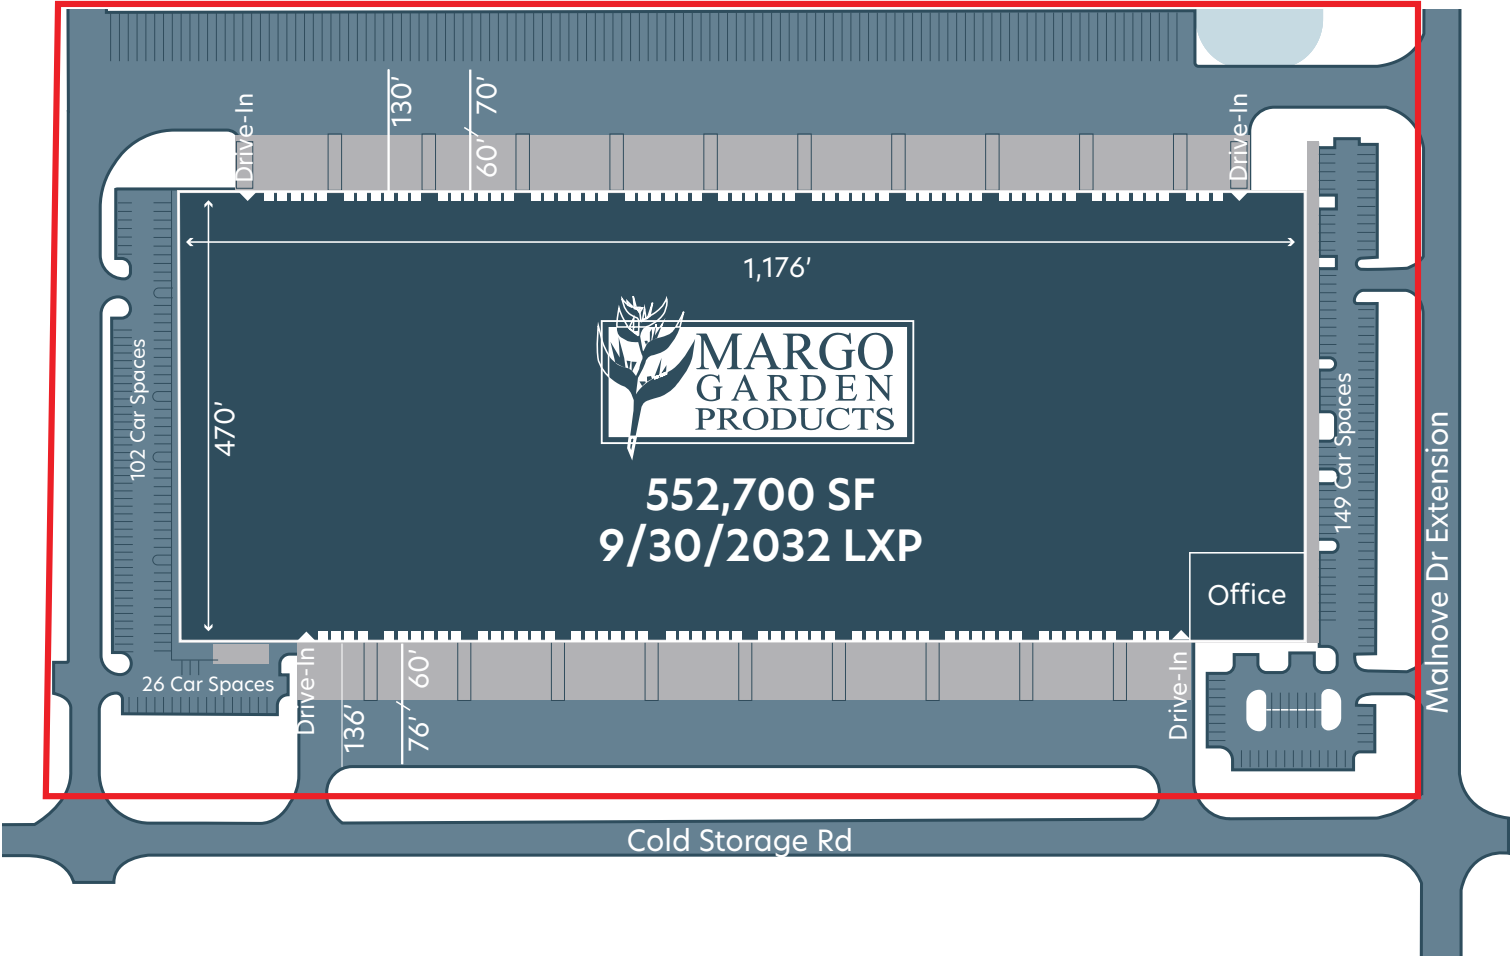 130′
70′
60′
Drive-In
Drive-In
1,176′
470′
102 Car Spaces
MARGO
GARDEN
PRODUCTS
552,700 SF
9/30/2032 LXP
Office
149 Car Spaces
Malnove Dr Extension
26 Car Spaces
Drive-In
136′
60′
76′
Drive-In
Cold Storage Rd